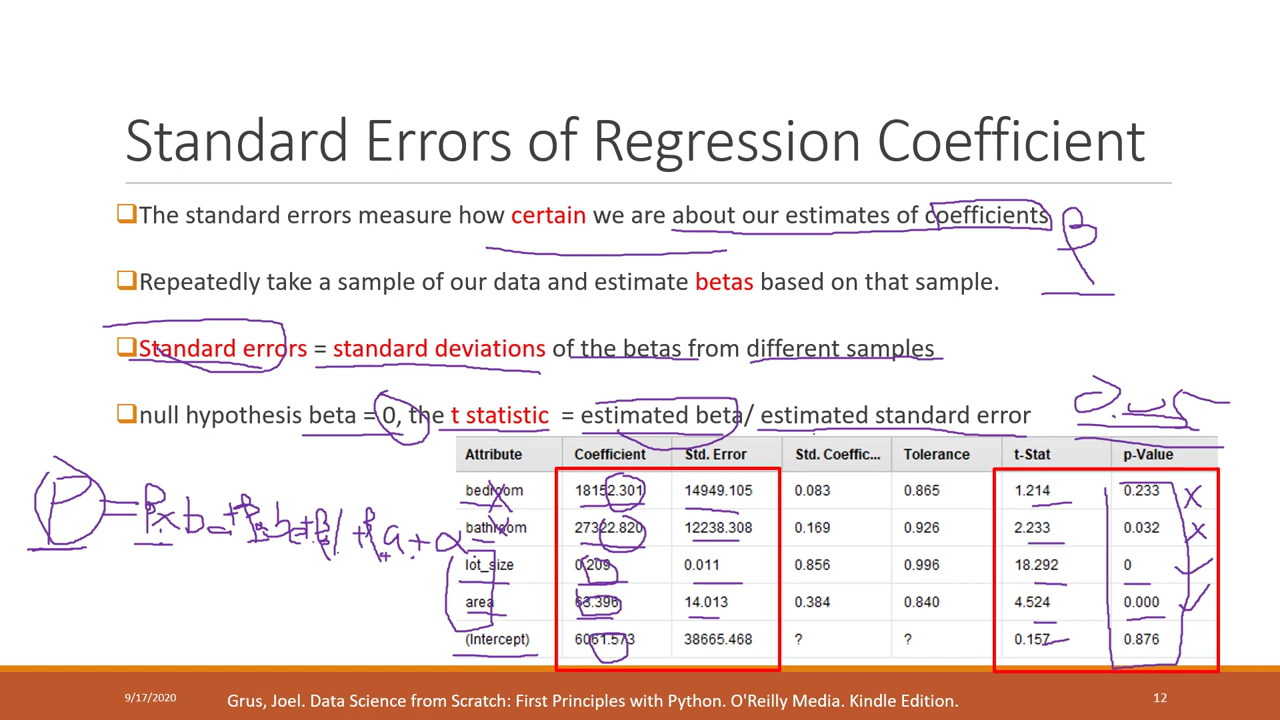 Standard Errors of Regression Coefficient
The standard errors measure how certain we are about our estimates of coefficients
β
Repeatedly take a sample of our data and estimate betas based on that sample.
Standard errors = standard deviations of the betas from different samples
null hypothesis beta = 0, the t statistic = estimated beta/ estimated standard error
Attribute Coefficient Std. Error Std. Coeffic... Tolerance t-Stat p-Value
bedroom 18152.301 14949.105 0.083 0.865 1.214 0.233
bathroom 27322.820 12238.308 0.169 0.926 2.233 0.032
lot_size 0.209 0.011 0.856 0.996 18.292 0
area 63.396 14.013 0.384 0.840 4.524 0.000
(Intercept) 6061.573 38665.468 ? ? 0.157 0.876
9/17/2020
Grus, Joel. Data Science from Scratch: First Principles with Python. O'Reilly Media. Kindle Edition.
12